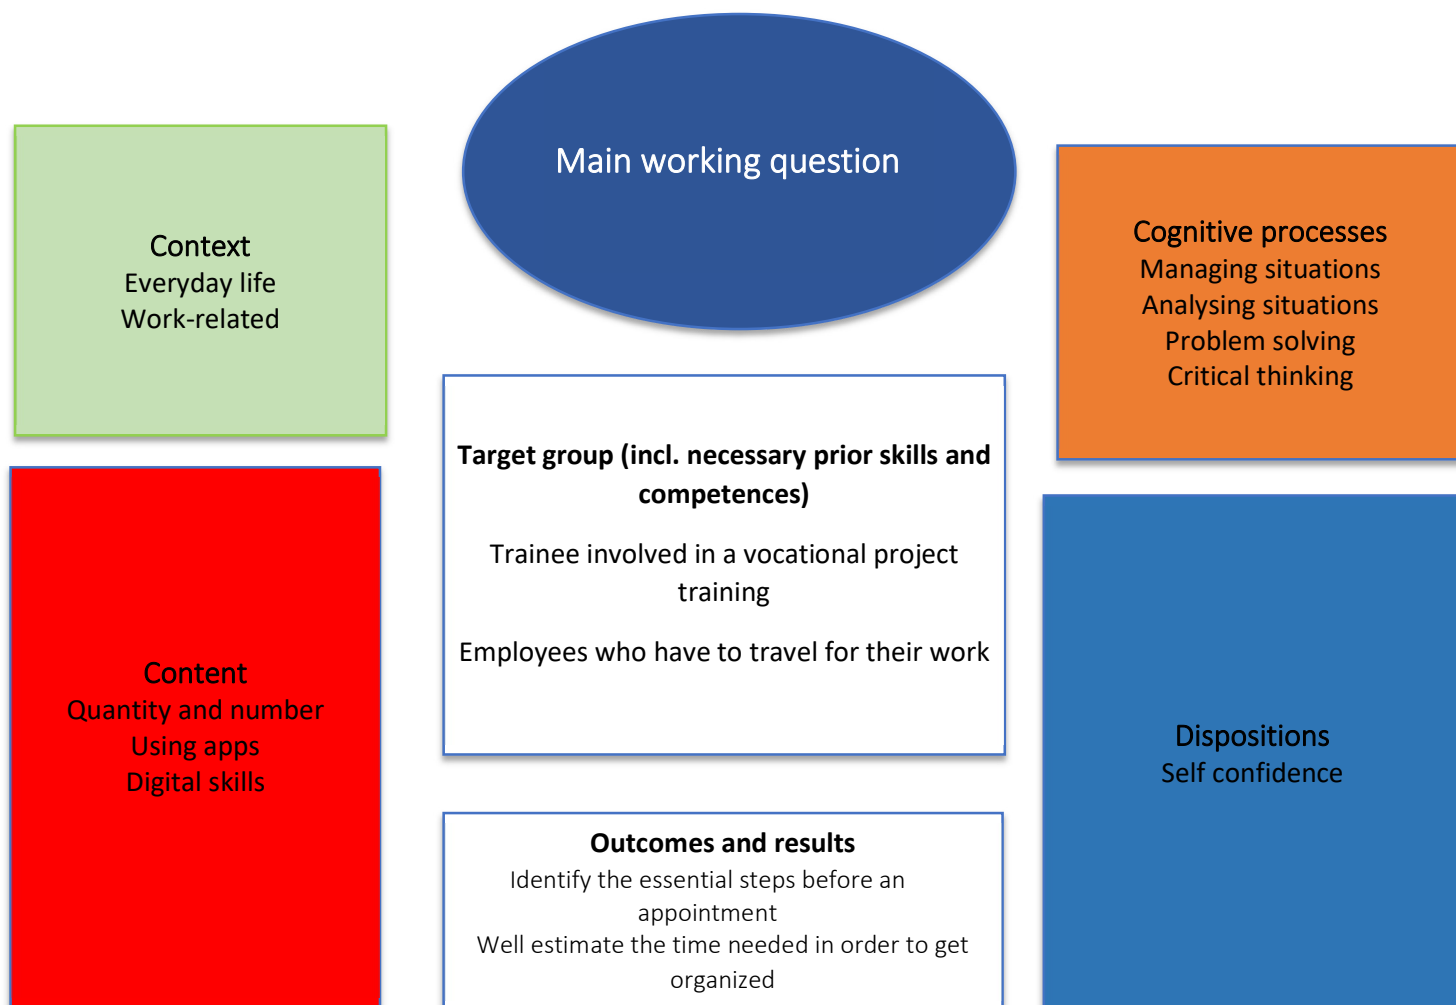 Main working question
Context
Everyday life
Work-related
Cognitive processes
Managing situations
Analysing situations
Problem solving
Critical thinking
Target group (incl. necessary prior skills and
competences)
Trainee involved in a vocational project
training
Employees who have to travel for their work
Content
Quantity and number
Using apps
Digital skills
Dispositions
Self confidence
Outcomes and results
Identify the essential steps before an
appointment
Well estimate the time needed in order to get
organized